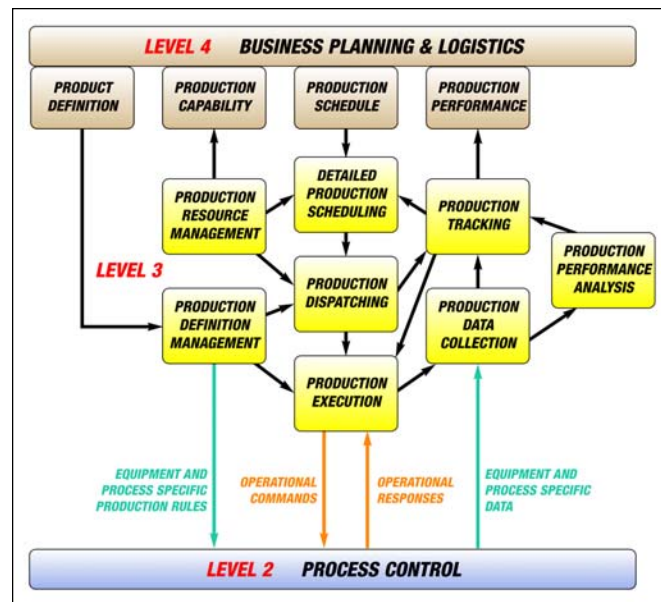 LEVEL 4 BUSINESS PLANNING & LOGISTICS
PRODUCT
DEFINITION
PRODUCTION
CAPABILITY
PRODUCTION
SCHEDULE
PRODUCTION
PERFORMANCE
DETAILED
PRODUCTION
SCHEDULING
PRODUCTION
RESOURCE
MANAGEMENT
PRODUCTION
TRACKING
LEVEL 3
PRODUCTION
PERFORMANCE
ANALYSIS
PRODUCTION
DISPATCHING
PRODUCTION
DEFINITION
MANAGEMENT
PRODUCTION
DATA
COLLECTION
PRODUCTION
EXECUTION
EQUIPMENT AND
PROCESS SPECIFIC
PRODUCTION RULES
OPERATIONAL
COMMANDS
OPERATIONAL
RESPONSES
EQUIPMENT AND
PROCESS SPECIFIC
DATA
LEVEL 2 PROCESS CONTROL